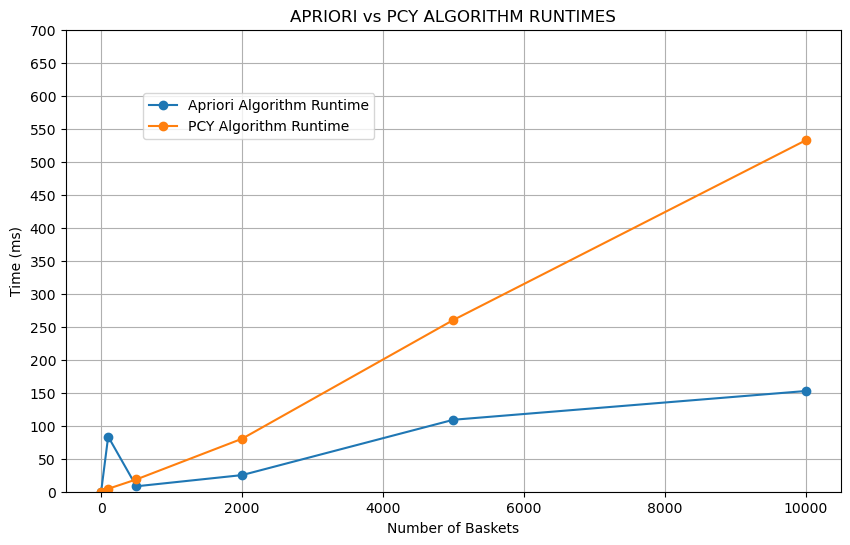 APRIORI vs PCY ALGORITHM RUNTIMES
700
650
600
550
500
450
400
350
300
250
200
150
100
50
0
Time (ms)
Apriori Algorithm Runtime
PCY Algorithm Runtime
0 2000 4000 6000 8000 10000
Number of Baskets